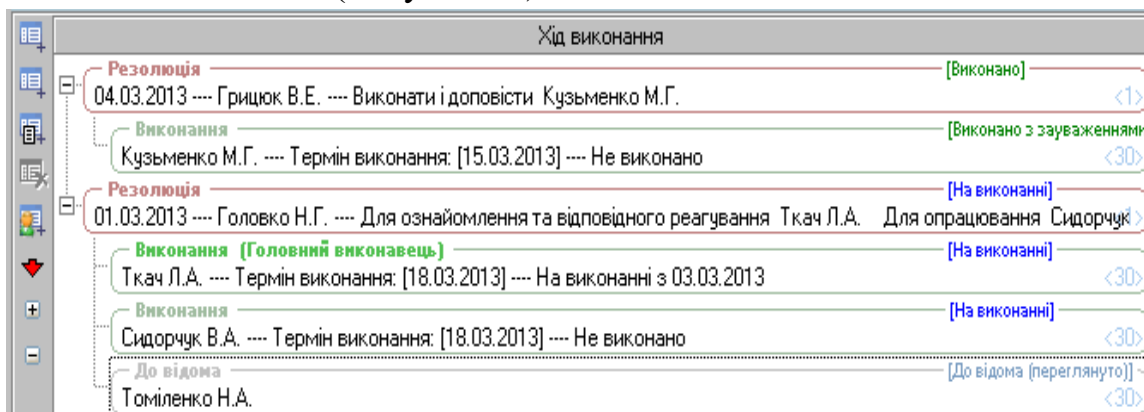 Хід виконання
Резолюція [Виконано]
04.03.2013 ---- Грицюк В.Е. ---- Виконати і доповісти Кузьменко М.Г. <1>
Виконання [Виконано з зауваженнями
Кузьменко М.Г. ---- Термін виконання: [15.03.2013] ---- Не виконано <30>
Резолюція [На виконанні]
01.03.2013 ---- Головко Н.Г. ---- Для ознайомлення та відповідного реагування Ткач Л.А. Для опрацювання Сидорчук
Виконання (Головний виконавець) [На виконанні]
Ткач Л.А. ---- Термін виконання: [18.03.2013] ---- На виконанні з 03.03.2013 <30>
Виконання [На виконанні]
Сидорчук В.А. ---- Термін виконання: [18.03.2013] ---- Не виконано <30>
До відома [До відома (переглянуто)]
Томіленко Н.А. <30>